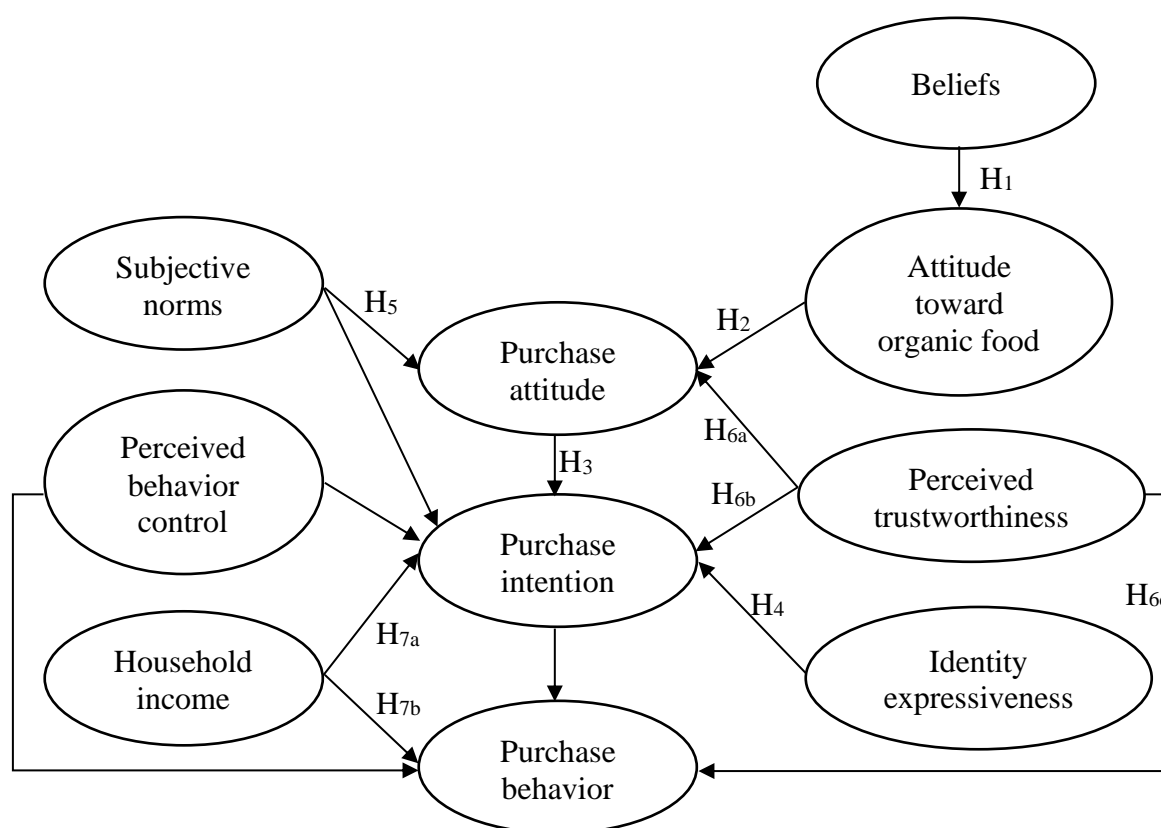 Beliefs
H1
Subjective
norms
H5
Attitude
toward
organic food
H2
Purchase
attitude
H6a
Perceived
behavior
control
H3
Perceived
trustworthiness
H6b
Purchase
intention
H4
H7a
Household
income
Identity
expressiveness
H7b
Purchase
behavior